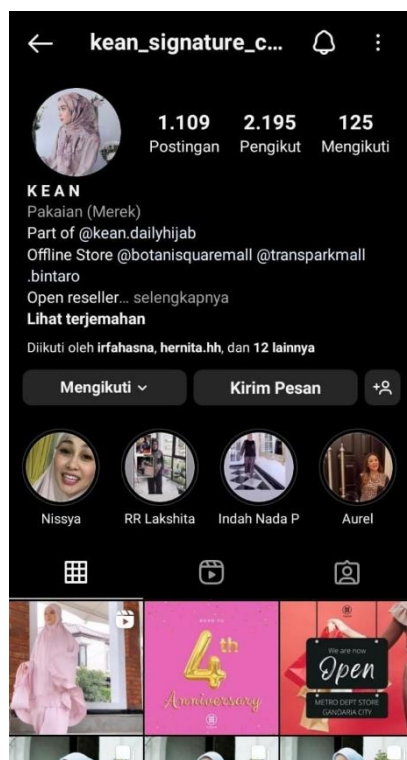 kean_signature_c...
1.109 2.195 125
Postingan Pengikut Mengikuti
K E A N
Pakaian (Merek)
Part of @kean.dailyhijab
Offline Store @botanisquaremall @transparkmall
.bintaro
Open reseller... selengkapnya
Lihat terjemahan
Diikuti oleh irfahasna, hernita.hh, dan 12 lainnya
Mengikuti
Kirim Pesan
Nissya RR Lakshita Indah Nada P Aurel
4th
Anniversary
We are now
Open
METRO DEPT STORE
GANDARIA CITY